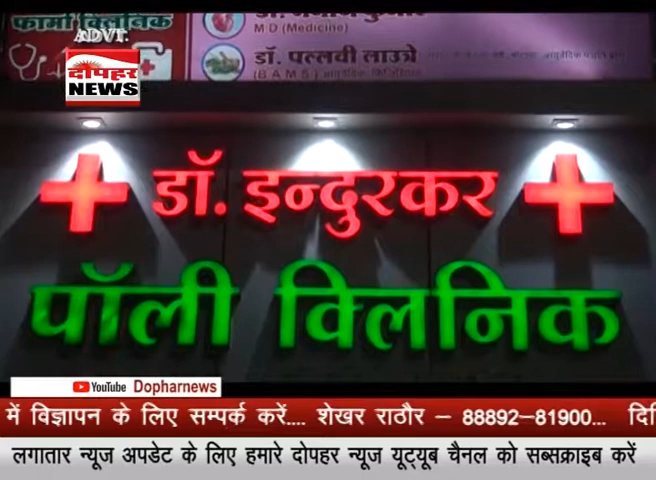 फार्मा क्लिनिक
ADVT.
M D (Medicine)
डॉ. पल्लवी लाउत्रे
(B A M S)
दोपहर
NEWS
डॉ. इन्दुरकर
पॉली क्लिनिक
YouTube Dopharnews
में विज्ञापन के लिए सम्पर्क करें.... शेखर राठौर – 88892-81900... दि
लगातार न्यूज अपडेट के लिए हमारे दोपहर न्यूज यूट्यूब चैनल को सब्सक्राइब करें